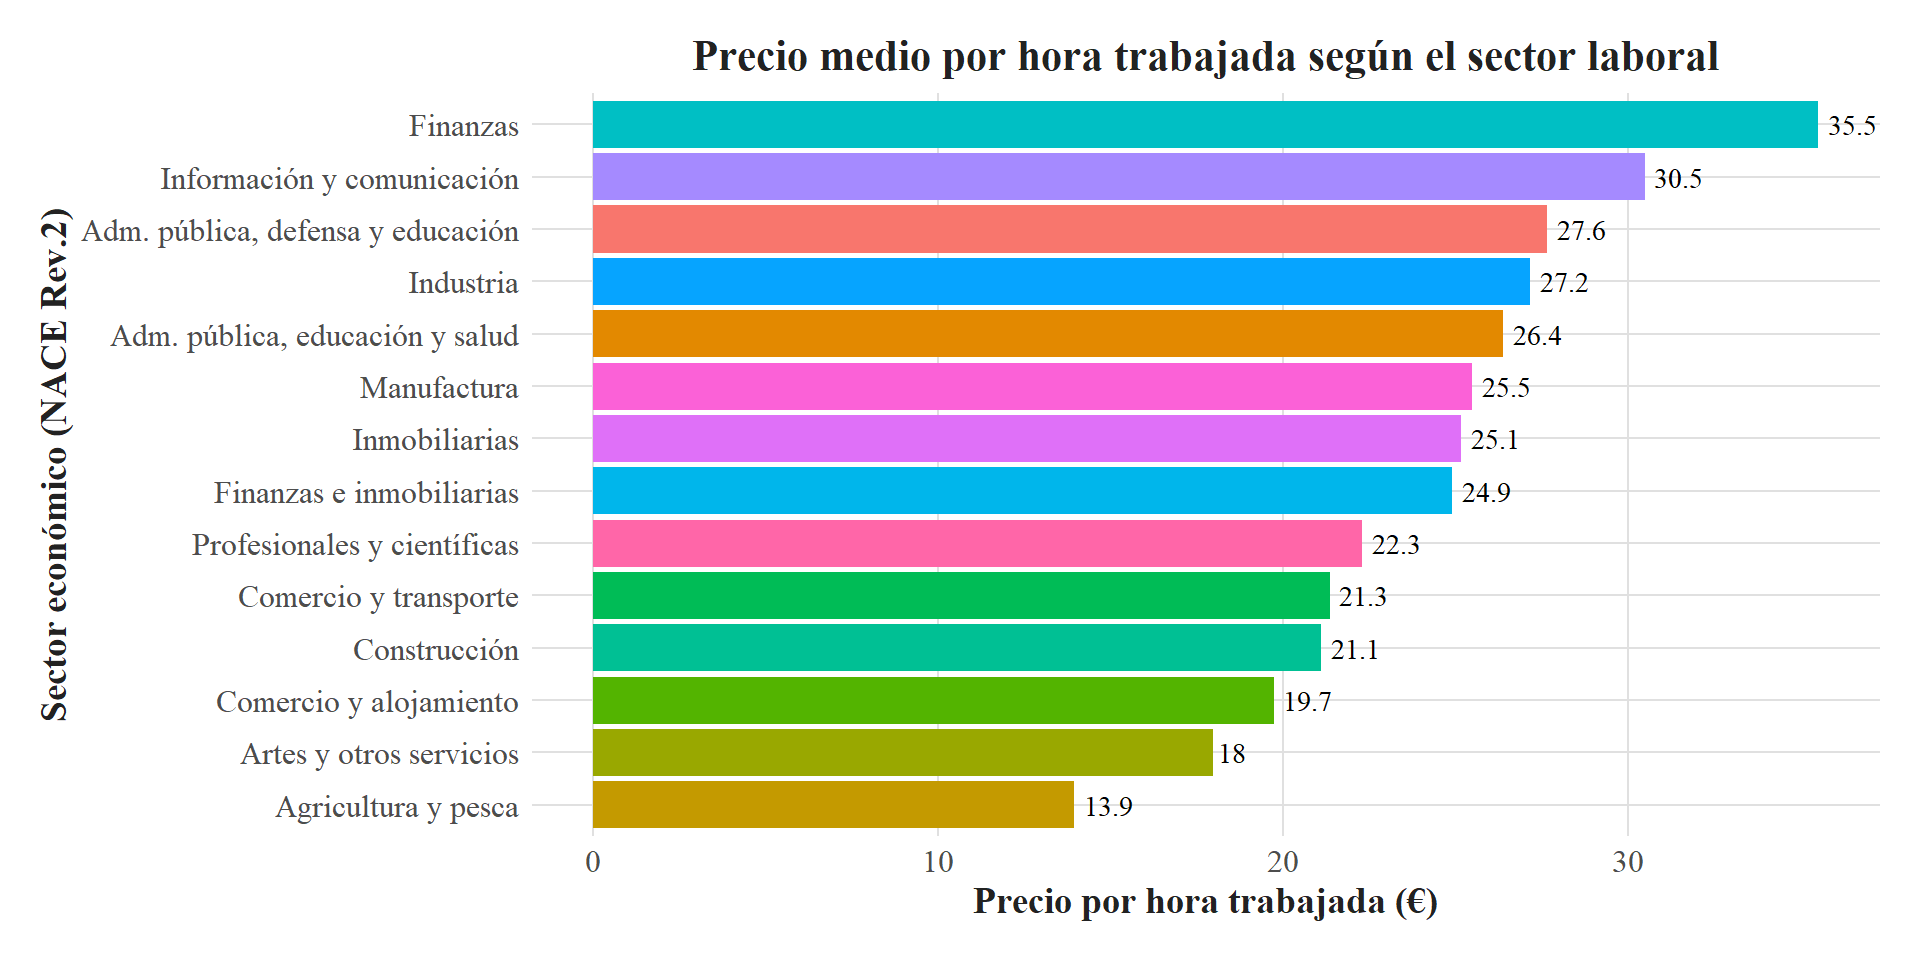 Precio medio por hora trabajada según el sector laboral
Sector económico (NACE Rev.2)
Finanzas 35.5
Información y comunicación 30.5
Adm. pública, defensa y educación 27.6
Industria 27.2
Adm. pública, educación y salud 26.4
Manufactura 25.5
Inmobiliarias 25.1
Finanzas e inmobiliarias 24.9
Profesionales y científicas 22.3
Comercio y transporte 21.3
Construcción 21.1
Comercio y alojamiento 19.7
Artes y otros servicios 18
Agricultura y pesca 13.9
0 10 20 30
Precio por hora trabajada (€)